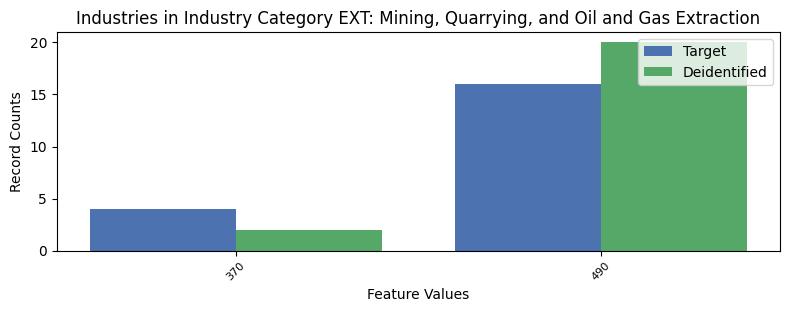 Industries in Industry Category EXT: Mining, Quarrying, and Oil and Gas Extraction
Target
Deidentified
Record Counts
20
15
10
5
0
370
490
Feature Values